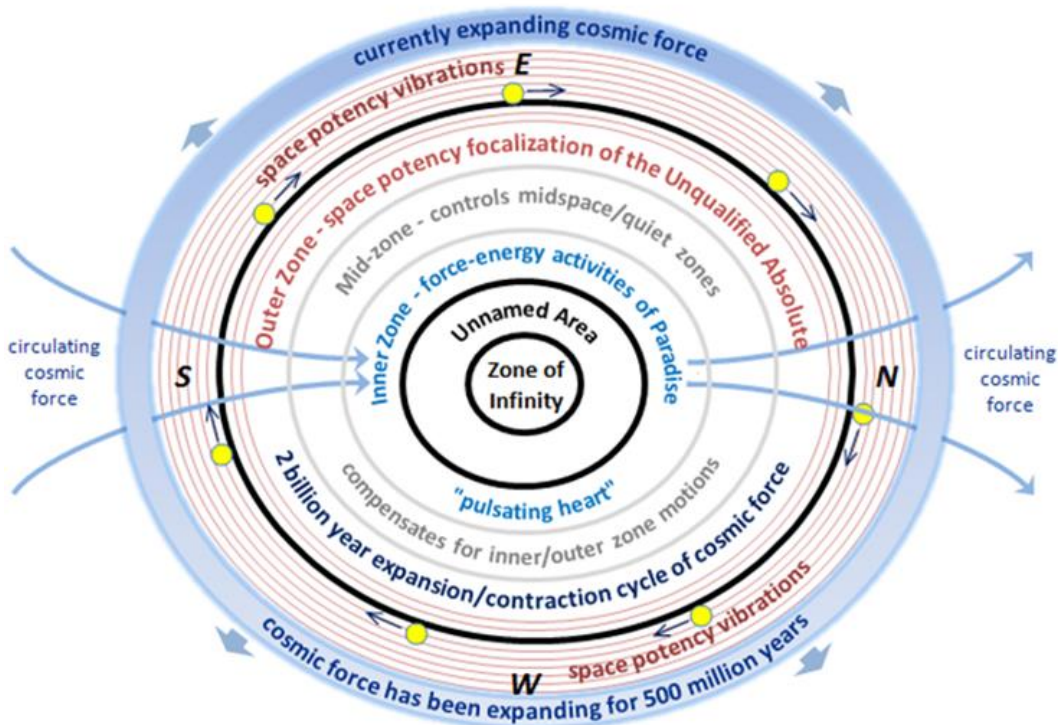 currently expanding cosmic force
E
space potency vibrations
Outer Zone - space potency focalization of the Unqualified Absolute
Mid-zone - controls midspace/quiet zones
Inner Zone - force-energy activities of Paradise
Unnamed Area
Zone of
Infinity
circulating
cosmic
force
S
N
circulating
cosmic
force
"pulsating heart"
compensates for inner/outer zone motions
2 billion year expansion/contraction cycle of cosmic force
space potency vibrations
W
cosmic force has been expanding for 500 million years